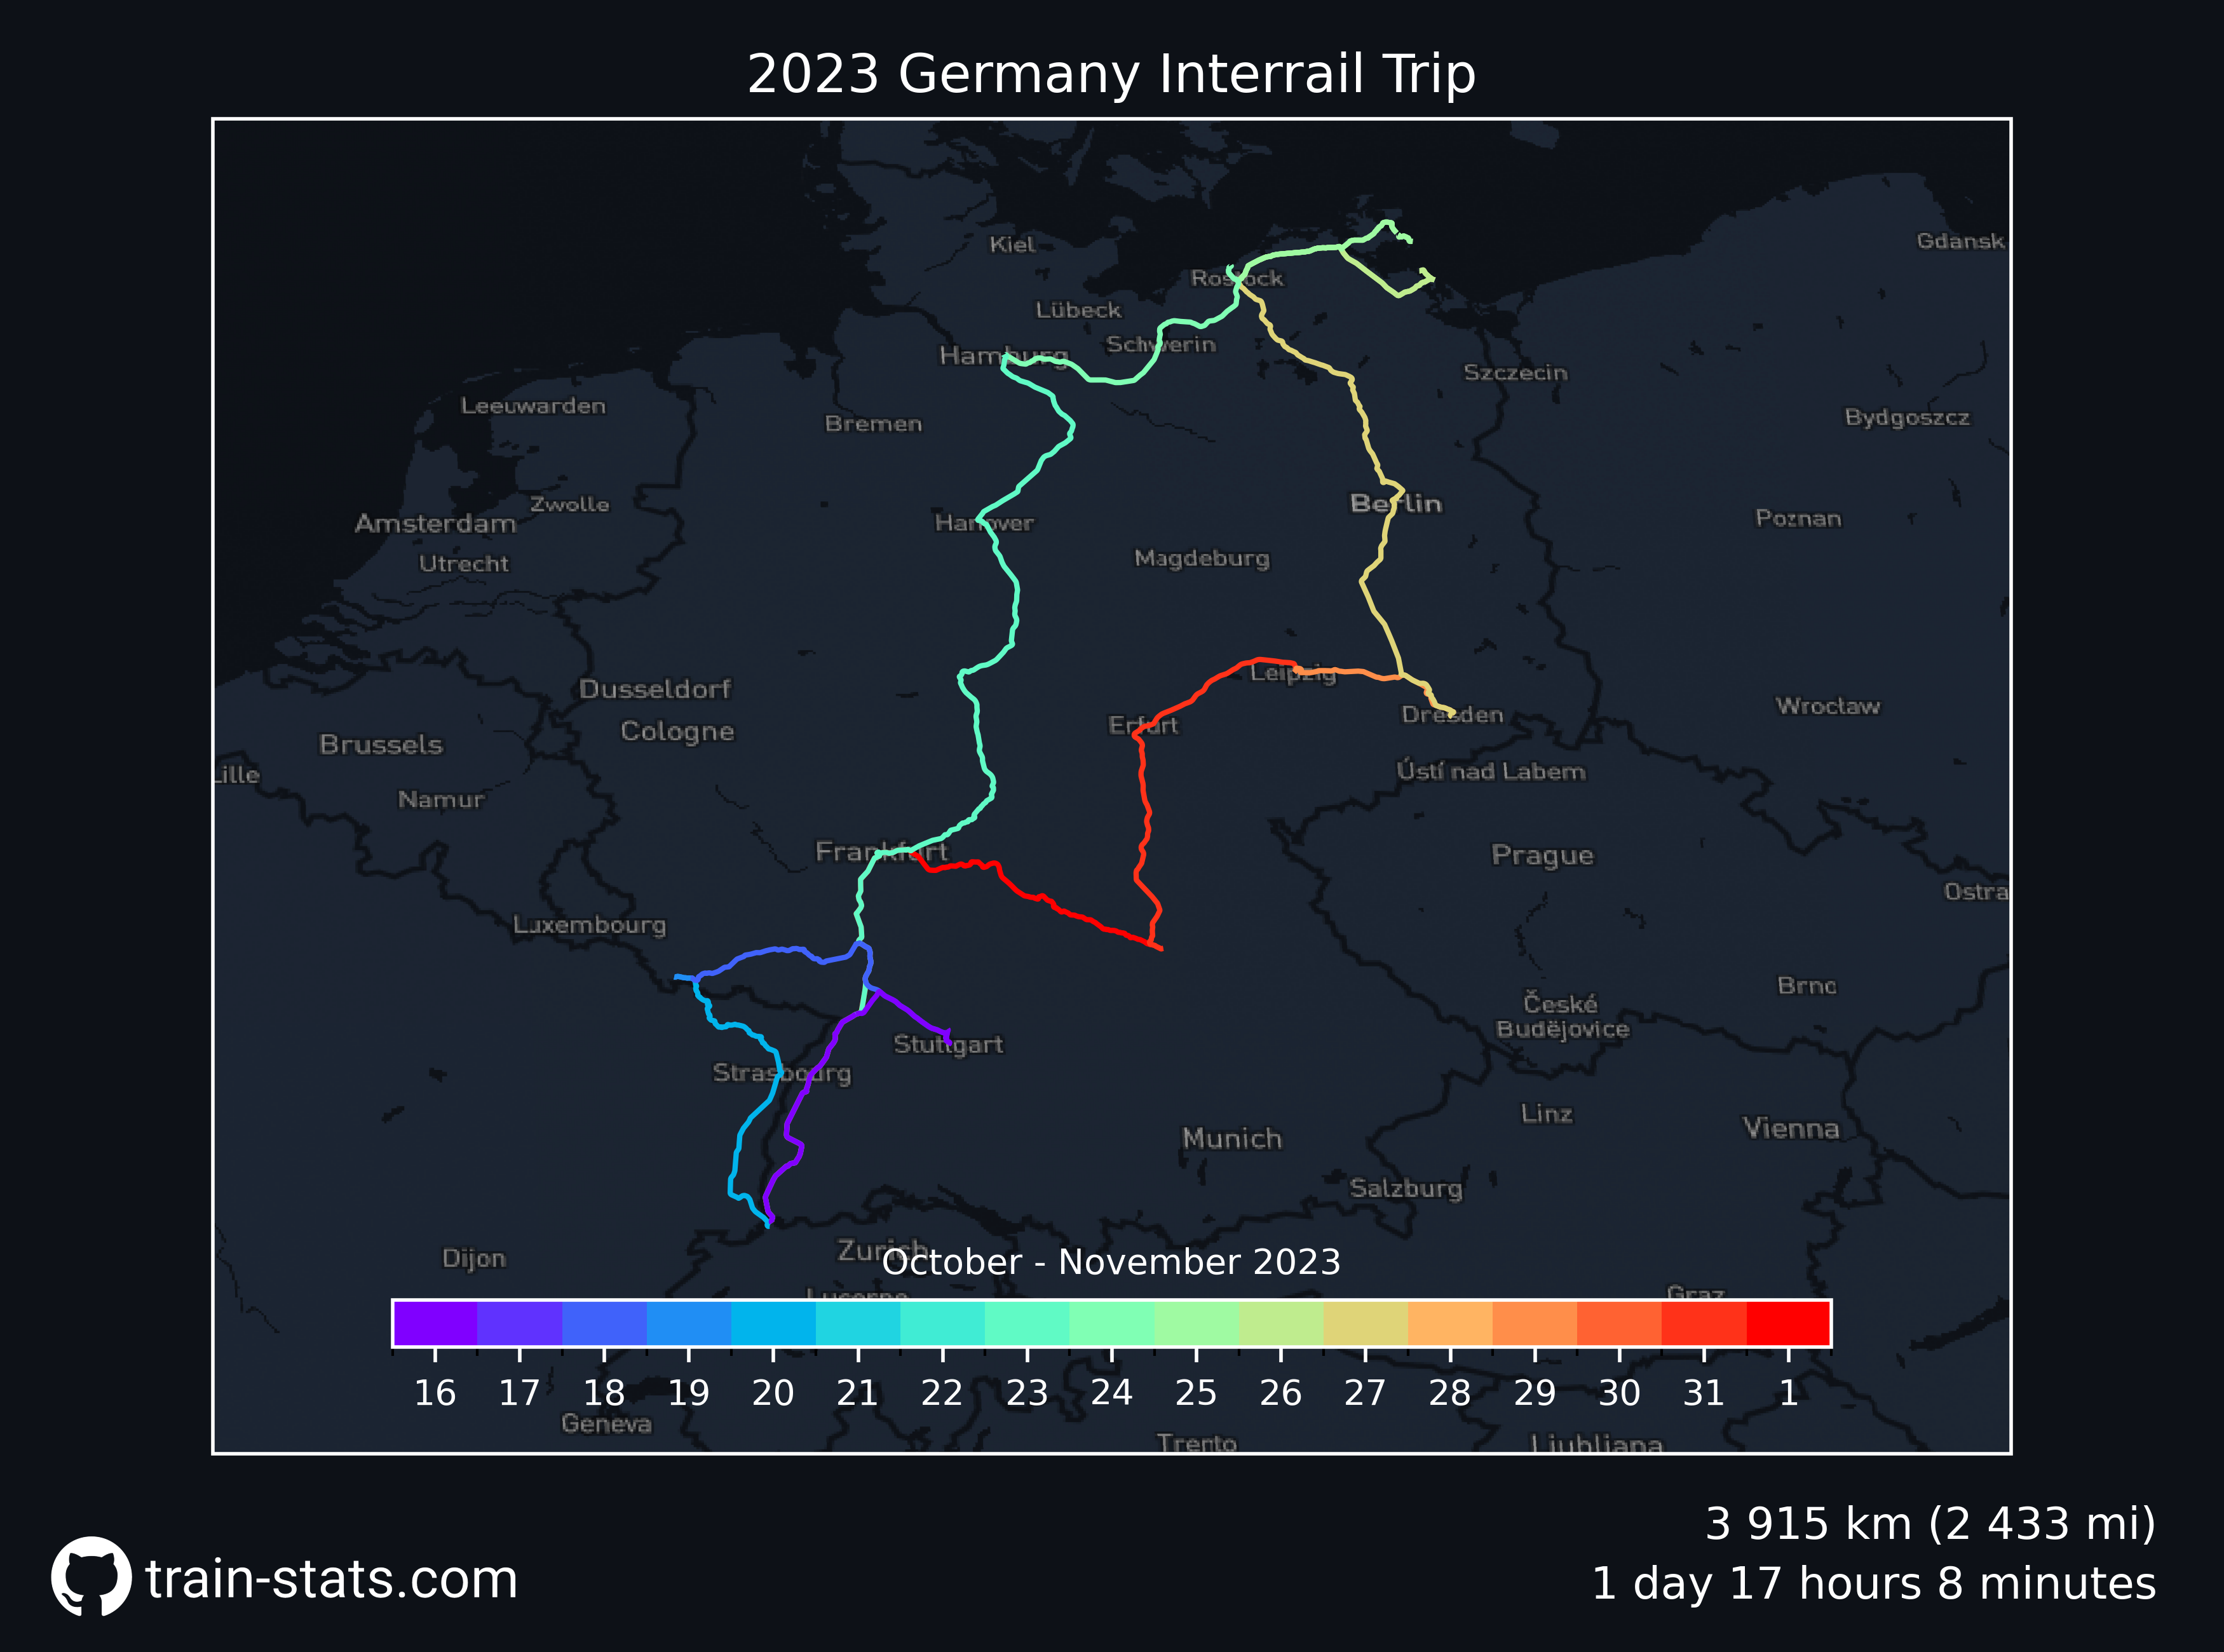 2023 Germany Interrail Trip
Kiel
Gdansk
Rostock
Lübeck
Schwerin
Hamburg
Szczecin
Leeuwarden
Bremen
Bydgoszcz
Zwolle
Berlin
Amsterdam
Hanover
Poznan
Utrecht
Magdeburg
Leipzig
Dusseldorf
Wrocław
Dresden
Erfurt
Cologne
Brussels
Ústí nad Labem
Lille
Namur
Frankfurt
Prague
Ostra
Luxembourg
Brno
České
Budějovice
Stuttgart
Strasbourg
Linz
Vienna
Munich
Salzburg
Zurich
Dijon
October - November 2023
Lucerne
Graz
16 17 18 19 20 21 22 23 24 25 26 27 28 29 30 31 1
Geneva
Trento
Ljubljana
3 915 km (2 433 mi)
train-stats.com
1 day 17 hours 8 minutes